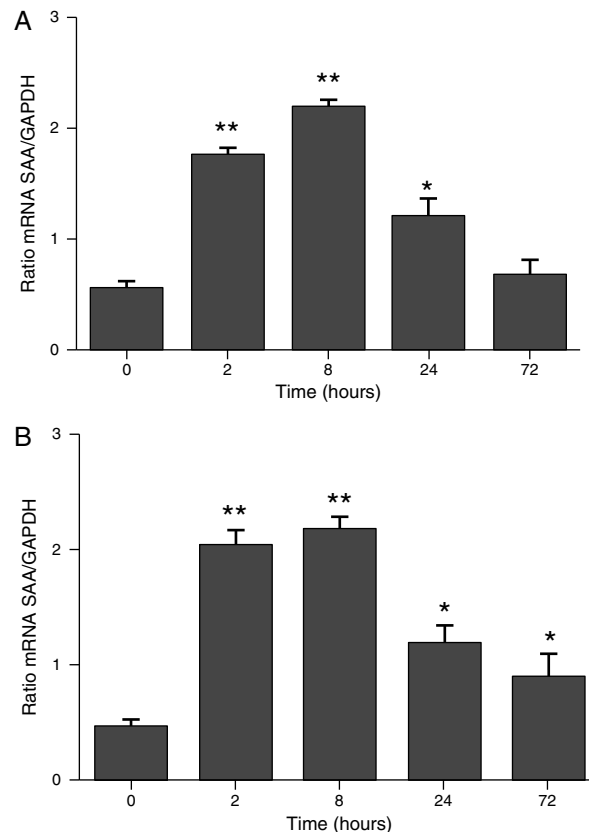 A
3
2
1
0
Ratio mRNA SAA/GAPDH
**
**
*
0 2 8 24 72
Time (hours)
B
3
2
1
0
Ratio mRNA SAA/GAPDH
**
**
*
*
0 2 8 24 72
Time (hours)